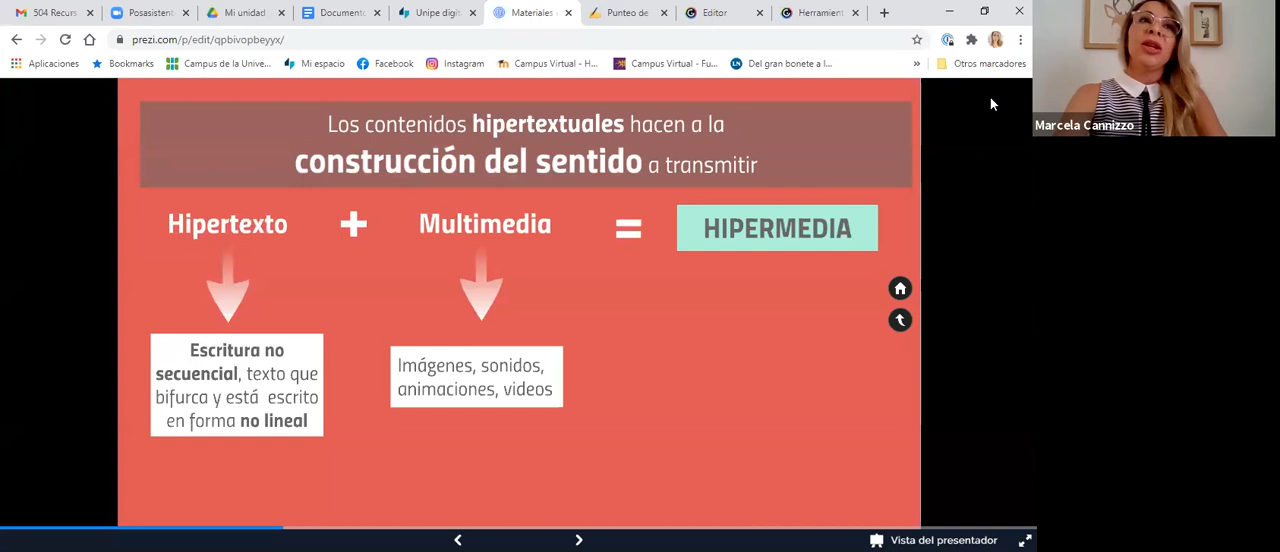 504 Recurs
Posasistent
Mi unidad
Documento
Unipe digit
Materiales
Punteo de
Editor
Herramient
prezi.com/p/edit/qpbivopbeyyx/
Aplicaciones
Bookmarks
Campus de la Unive...
Mi espacio
Facebook
Instagram
Campus Virtual - H...
Campus Virtual - Fu...
Del gran bonete a l...
»
Otros marcadores
Marcela Cannizzo
Los contenidos hipertextuales hacen a la
construcción del sentido a transmitir
Hipertexto + Multimedia = HIPERMEDIA
Escritura no
secuencial, texto que
bifurca y está escrito
en forma no lineal
Imágenes, sonidos,
animaciones, videos
Vista del presentador